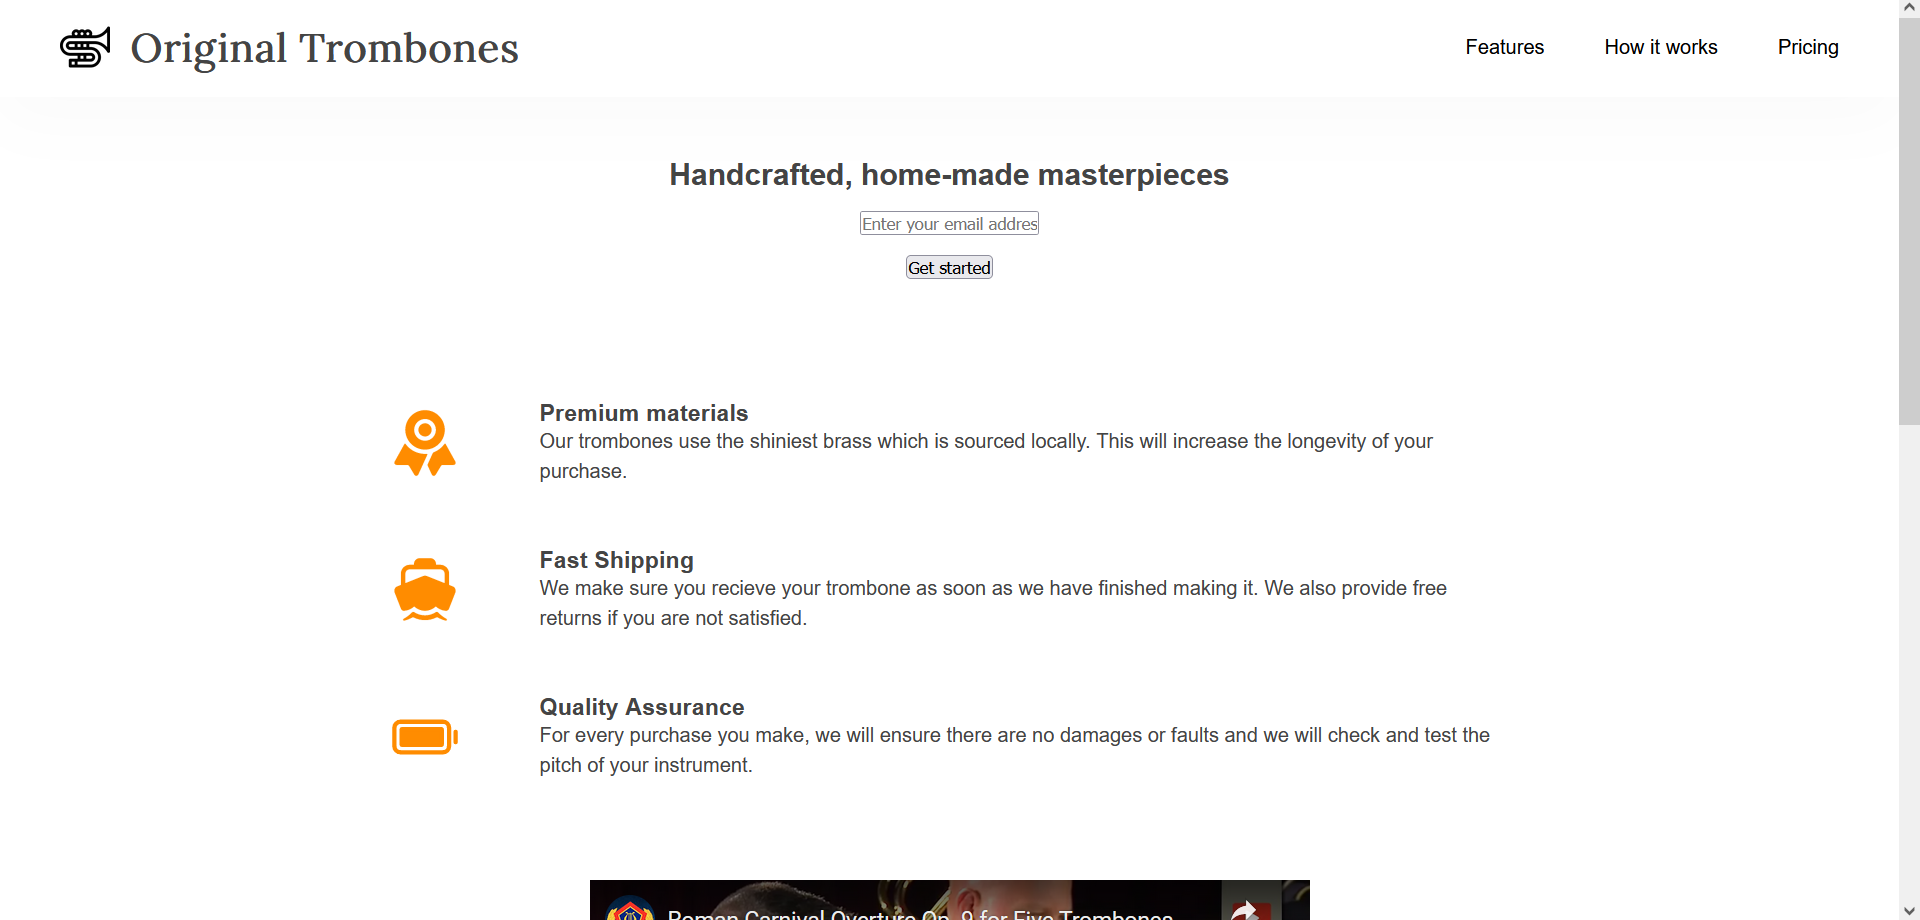 Original Trombones
Features
How it works
Pricing
Handcrafted, home-made masterpieces
Enter your email addres
Get started
Premium materials
Our trombones use the shiniest brass which is sourced locally. This will increase the longevity of your
purchase.
Fast Shipping
We make sure you recieve your trombone as soon as we have finished making it. We also provide free
returns if you are not satisfied.
Quality Assurance
For every purchase you make, we will ensure there are no damages or faults and we will check and test the
pitch of your instrument.
Roman Carnival Overture Op. 9 for Five Trombones